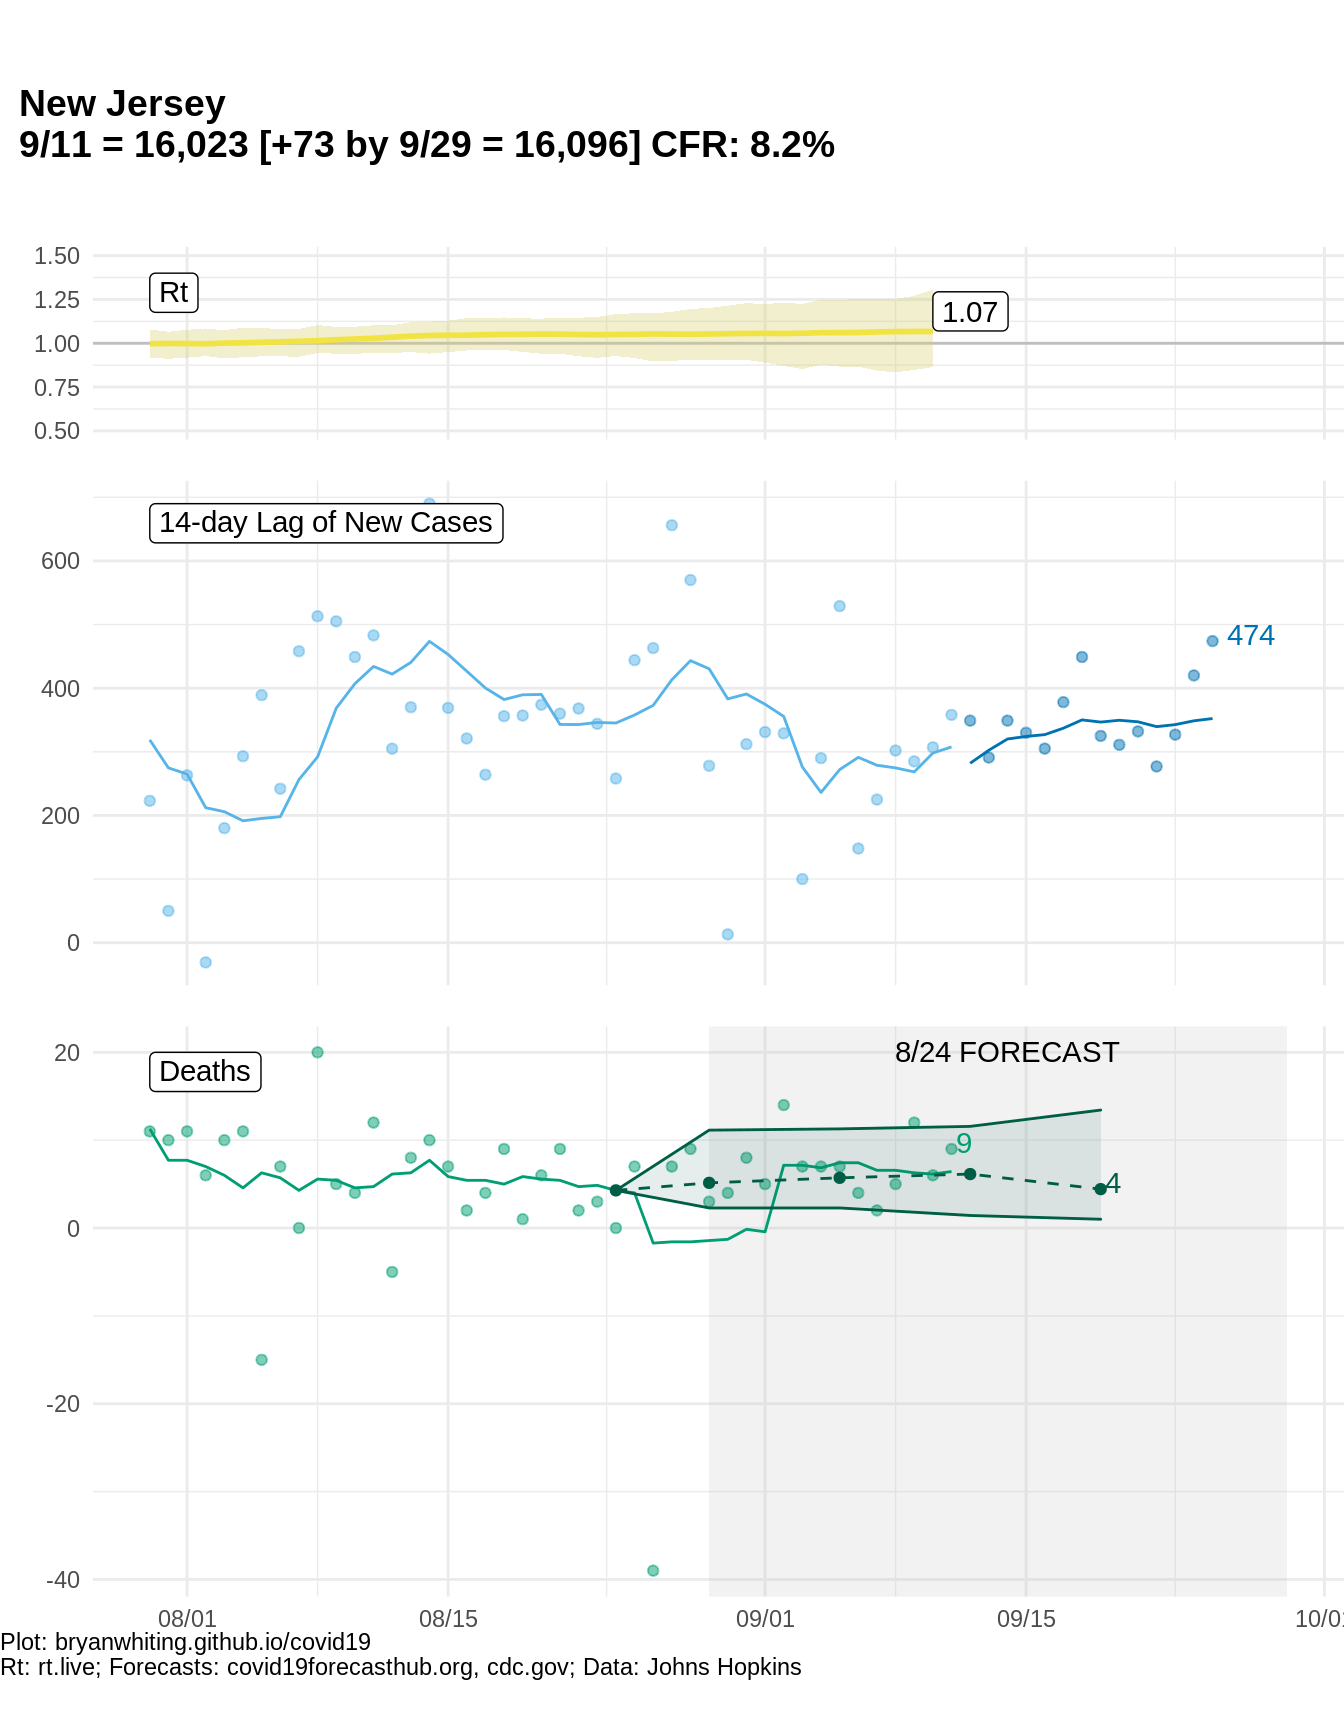 New Jersey
9/11 = 16,023 [+73 by 9/29 = 16,096] CFR: 8.2%
1.50
Rt
1.25
1.07
1.00
0.75
0.50
14-day Lag of New Cases
600
474
400
200
0
20
8/24 FORECAST
Deaths
9
4
0
-20
-40
08/01
08/15
09/01
09/15
10/01
Plot: bryanwhiting.github.io/covid19
Rt: rt.live; Forecasts: covid19forecasthub.org, cdc.gov; Data: Johns Hopkins